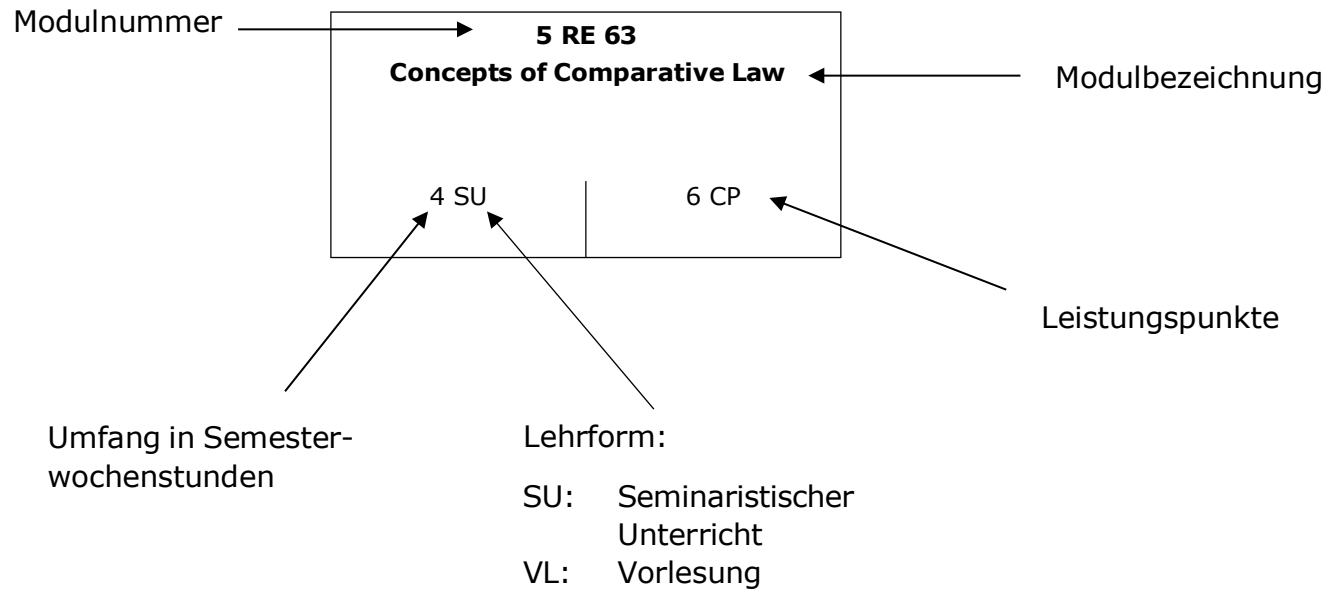 Modulnummer
5 RE 63
Concepts of Comparative Law
Modulbezeichnung
4 SU
6 CP
Leistungspunkte
Umfang in Semester-
wochenstunden
Lehrform:
SU: Seminaristischer
Unterricht
VL: Vorlesung